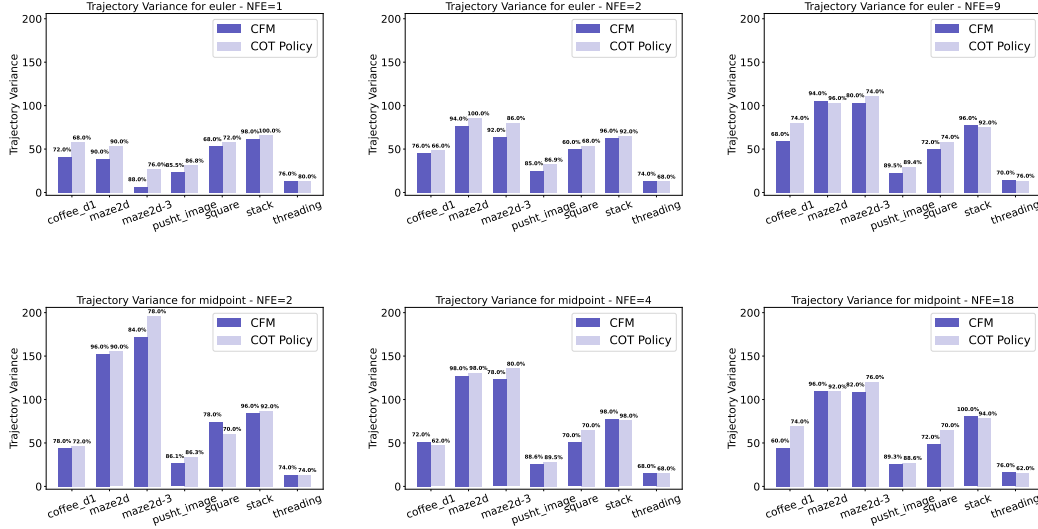 Trajectory Variance for euler - NFE=1
200
150
100
50
0
Trajectory Variance
CFM
COT Policy
72.0% 68.0% 90.0% 90.0% 88.0% 76.0% 85.5% 86.8% 68.0% 72.0% 98.0% 100.0% 76.0% 80.0%
coffee_d1 maze2d maze2d-3 pusht_image square stack threading
Trajectory Variance for euler - NFE=2
200
150
100
50
0
Trajectory Variance
CFM
COT Policy
76.0% 66.0% 94.0% 100.0% 92.0% 86.0% 85.0% 86.9% 60.0% 68.0% 96.0% 92.0% 74.0% 68.0%
coffee_d1 maze2d maze2d-3 pusht_image square stack threading
Trajectory Variance for euler - NFE=9
200
150
100
50
0
Trajectory Variance
CFM
COT Policy
68.0% 74.0% 94.0% 96.0% 80.0% 74.0% 89.5% 89.4% 72.0% 74.0% 96.0% 92.0% 70.0% 76.0%
coffee_d1 maze2d maze2d-3 pusht_image square stack threading
Trajectory Variance for midpoint - NFE=2
200
150
100
50
0
Trajectory Variance
CFM
COT Policy
78.0% 72.0% 96.0% 90.0% 84.0% 78.0% 86.1% 86.3% 78.0% 70.0% 96.0% 92.0% 74.0% 74.0%
coffee_d1 maze2d maze2d-3 pusht_image square stack threading
Trajectory Variance for midpoint - NFE=4
200
150
100
50
0
Trajectory Variance
CFM
COT Policy
72.0% 62.0% 98.0% 98.0% 78.0% 80.0% 88.6% 89.5% 70.0% 70.0% 98.0% 98.0% 68.0% 68.0%
coffee_d1 maze2d maze2d-3 pusht_image square stack threading
Trajectory Variance for midpoint - NFE=18
200
150
100
50
0
Trajectory Variance
CFM
COT Policy
60.0% 74.0% 96.0% 92.0% 82.0% 76.0% 89.3% 88.6% 72.0% 70.0% 100.0% 94.0% 76.0% 62.0%
coffee_d1 maze2d maze2d-3 pusht_image square stack threading